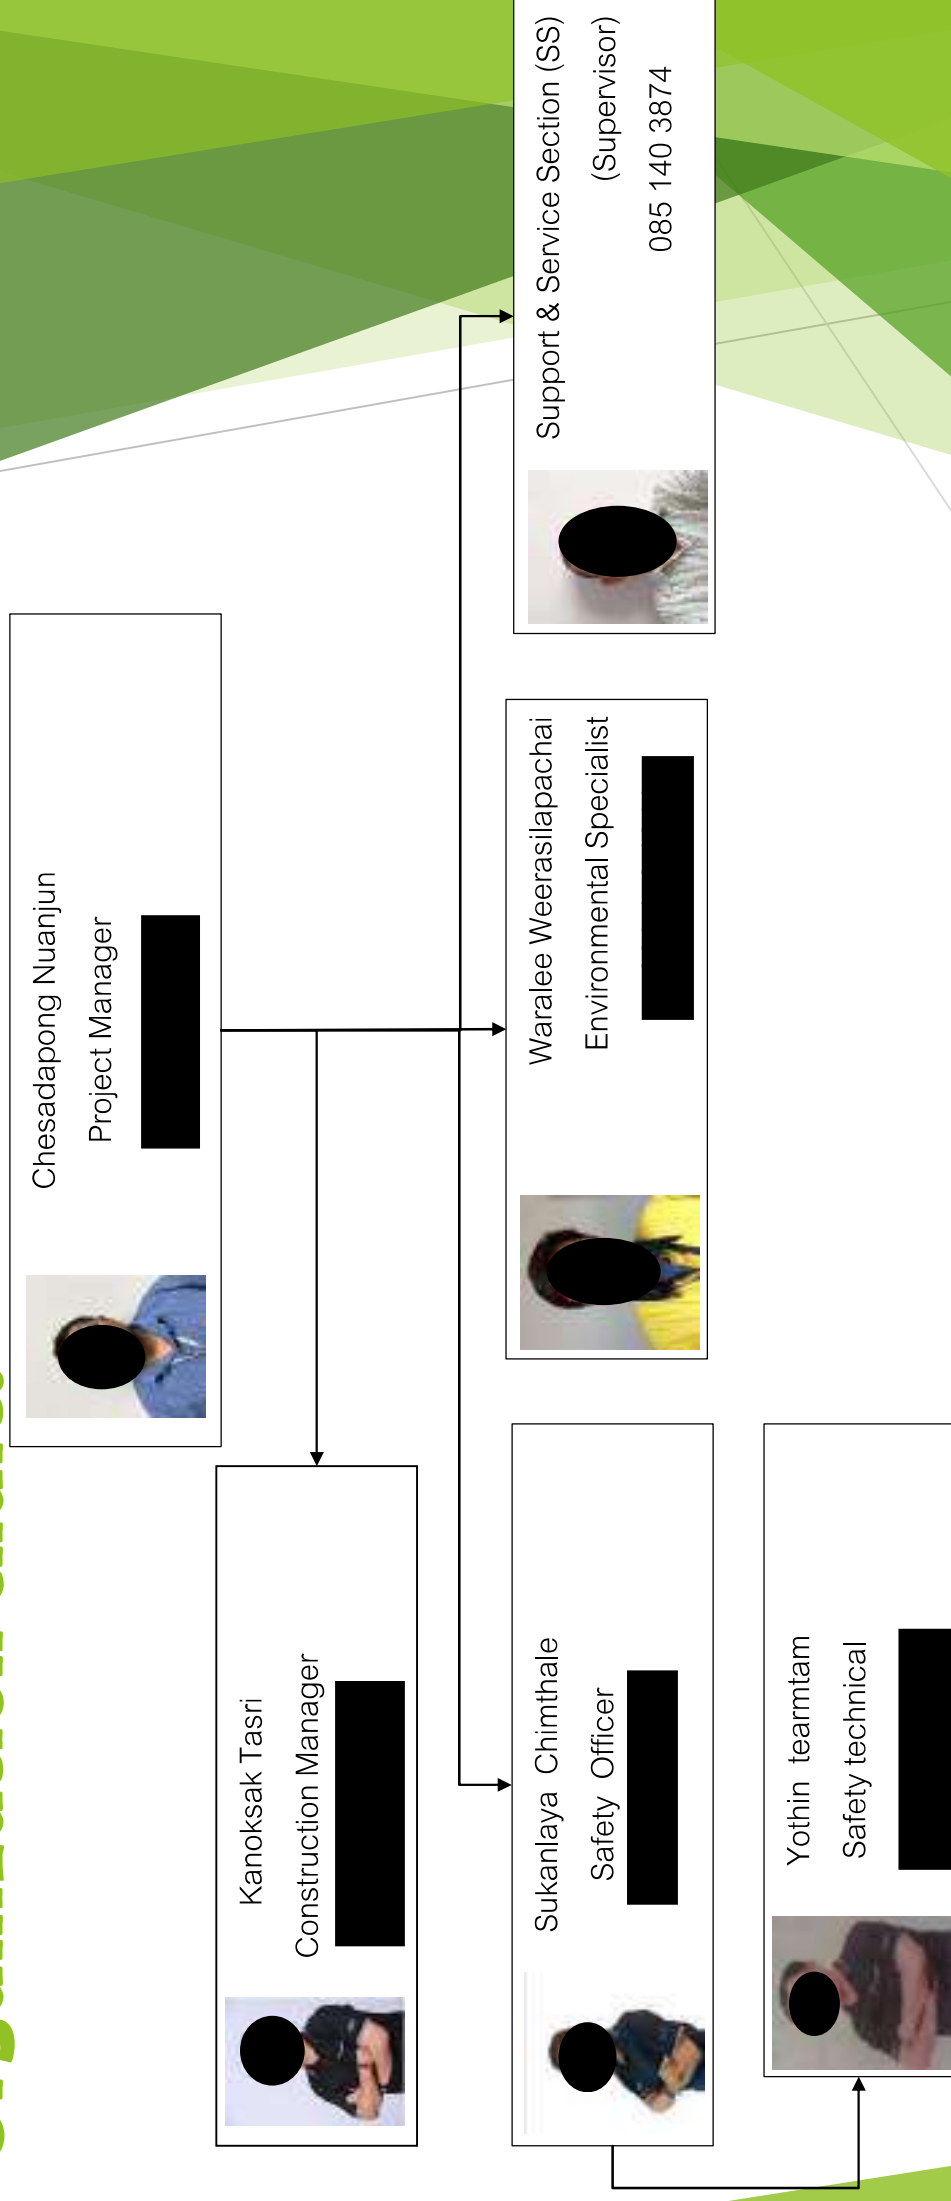 Chesadapong Nuanjun
Project Manager
Kanoksak Tasri
Construction Manager
Sukanlaya Chimthale
Safety Officer
Waralee Weerasilapachai
Environmental Specialist
Support & Service Section (SS)
(Supervisor)
085 140 3874
Yothin tearmtam
Safety technical